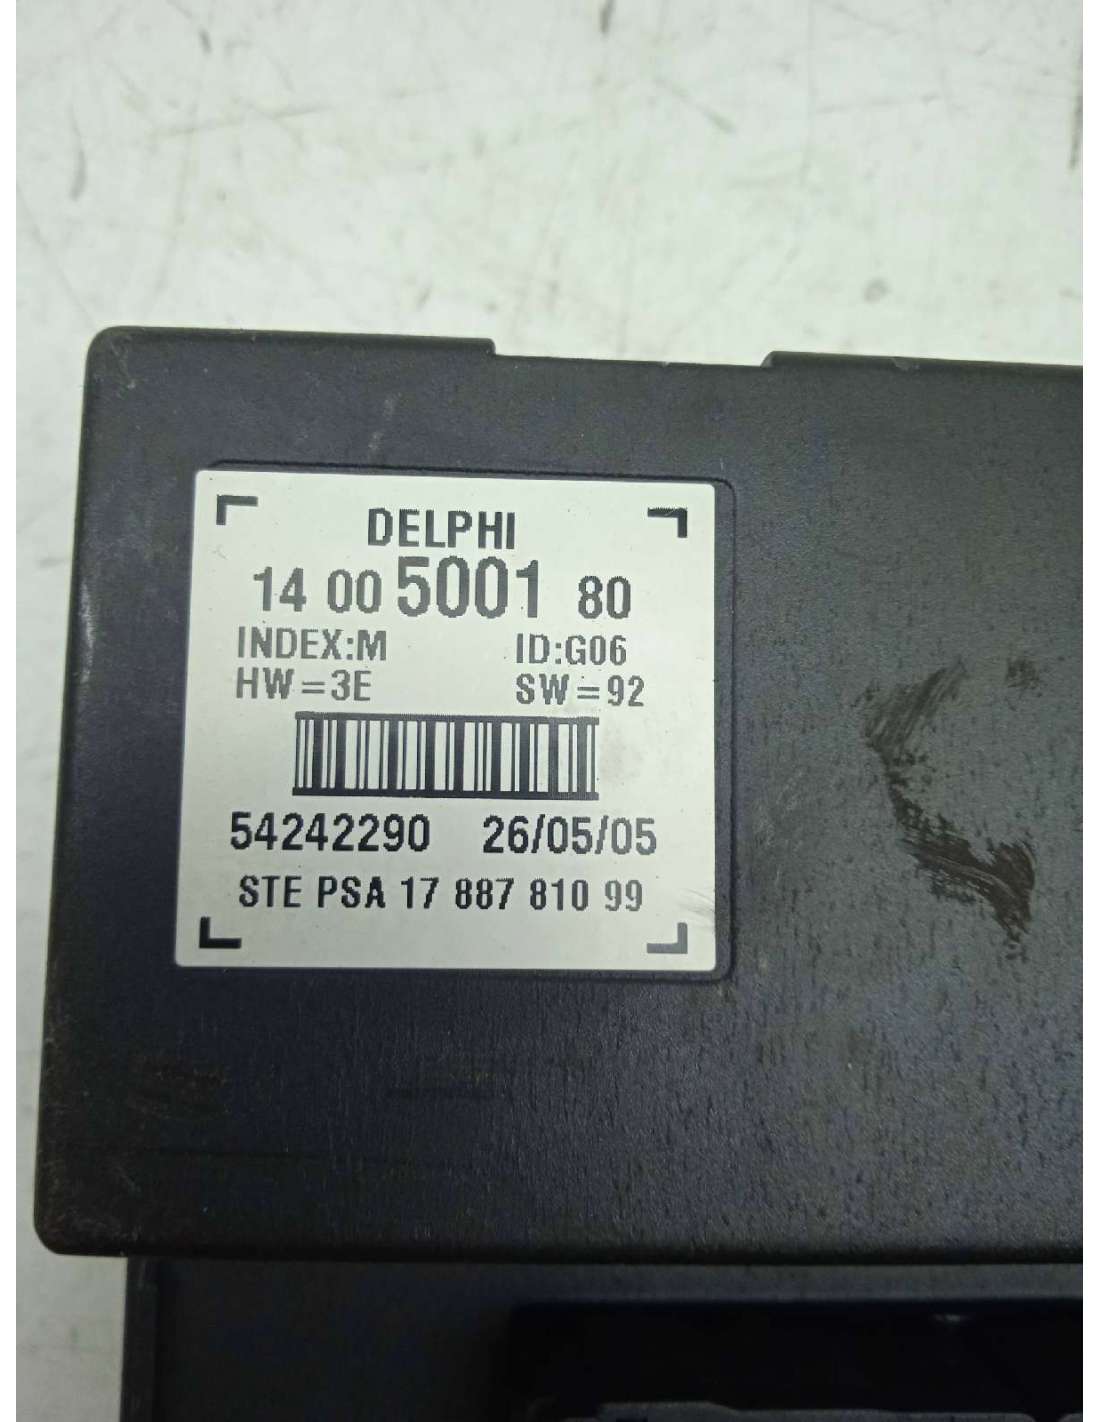 DELPHI
14 00 5001 80
INDEX:M ID:G06
HW=3E SW=92
54242290 26/05/05
STE PSA 17 887 810 99